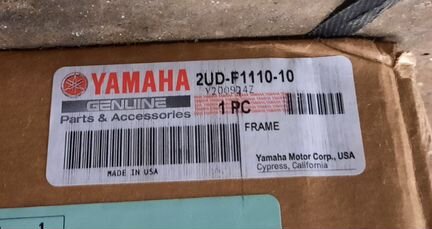 YAMAHA 2UD-F1110-10
Y2009247
GENUINE 1 PC
Parts & Accessories FRAME
MADE IN USA
Yamaha Motor Corp., USA
Cypress, California
1